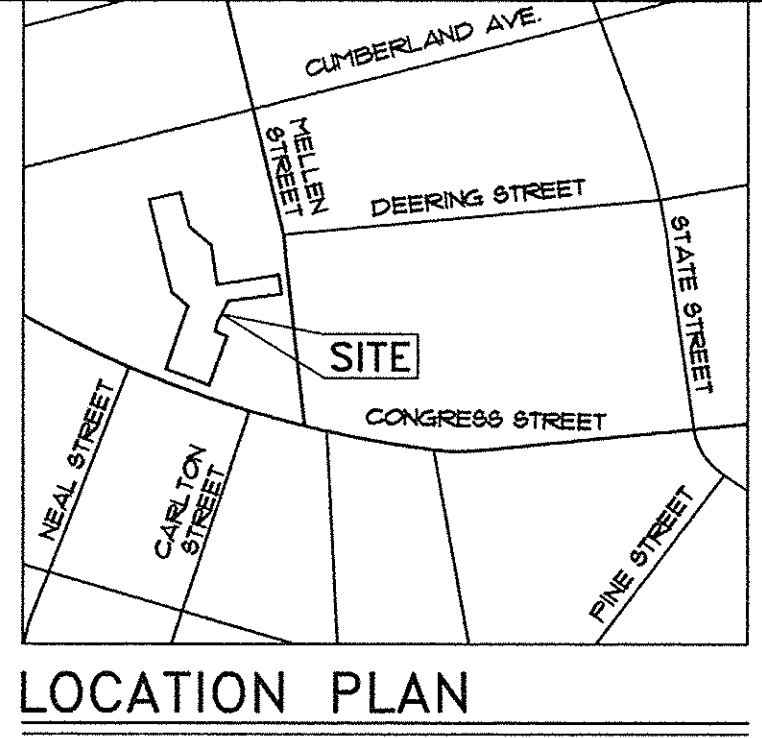 CUMBERLAND AVE.
MELLEN
STREET
DEERING STREET
STATE STREET
SITE
CONGRESS STREET
NEAL STREET
CARLTON
STREET
PINE STREET
LOCATION PLAN